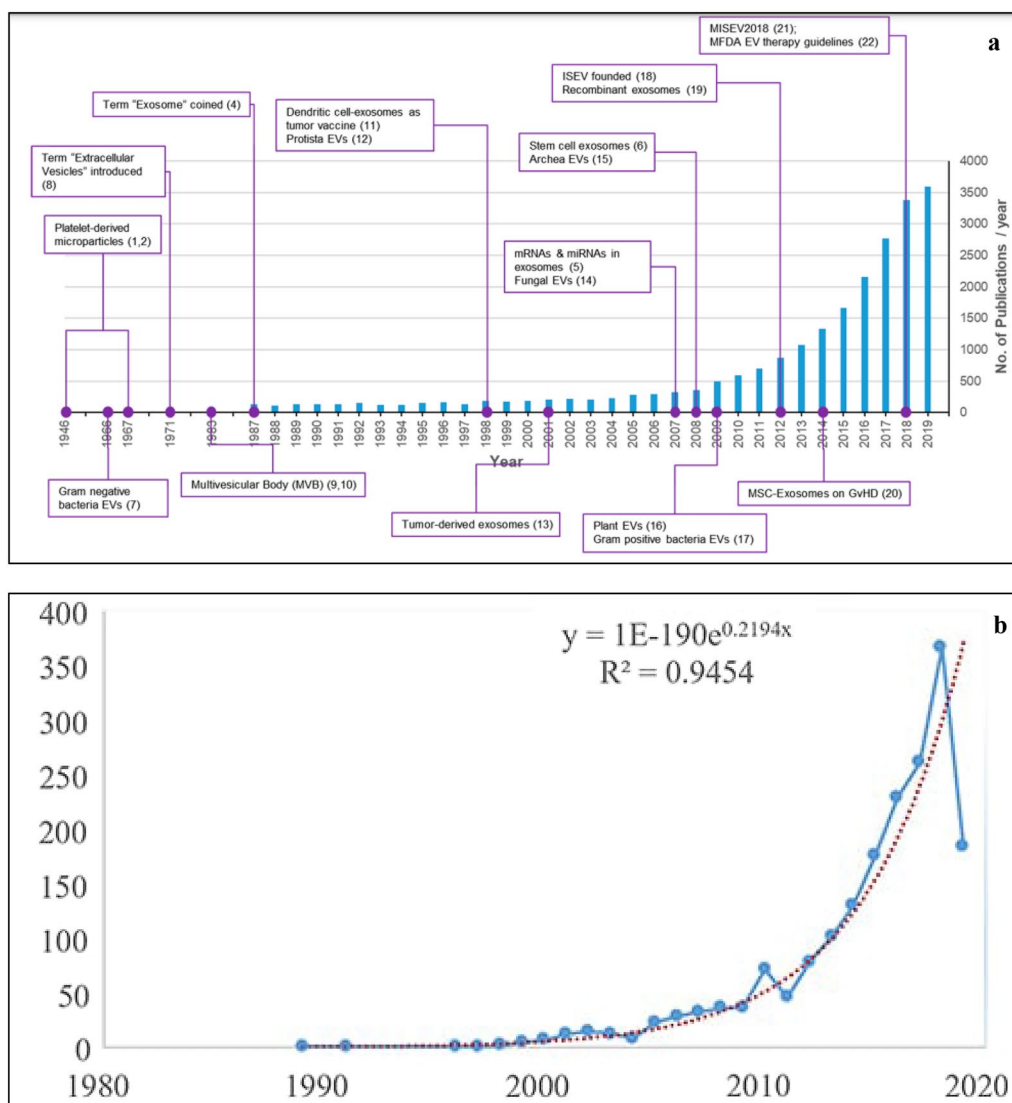 MISEV2018 (21);
MFDA EV therapy guidelines (22)
a
ISEV founded (18)
Recombinant exosomes (19)
Term "Exosome" coined (4)
Dendritic cell-exosomes as
tumor vaccine (11)
Protista EVs (12)
Stem cell exosomes (6)
Archea EVs (15)
Term "Extracellular
Vesicles" introduced
(8)
Platelet-derived
microparticles (1,2)
mRNAs & miRNAs in
exosomes (5)
Fungal EVs (14)
4000
3500
3000
2500
2000
1500
1000
500
0
No. of Publications / year
1946
1966
1967
1971
1983
1987
1988
1989
1990
1991
1992
1993
1994
1995
1996
1997
1998
1999
2000
2001
2002
2003
2004
2005
2006
2007
2008
2009
2010
2011
2012
2013
2014
2015
2016
2017
2018
2019
Year
Gram negative
bacteria EVs (7)
Multivesicular Body (MVB) (9,10)
Tumor-derived exosomes (13)
Plant EVs (16)
Gram positive bacteria EVs (17)
MSC-Exosomes on GvHD (20)
b
y = 1E-190e^0.2194x
R² = 0.9454
400
350
300
250
200
150
100
50
0
1980 1990 2000 2010 2020